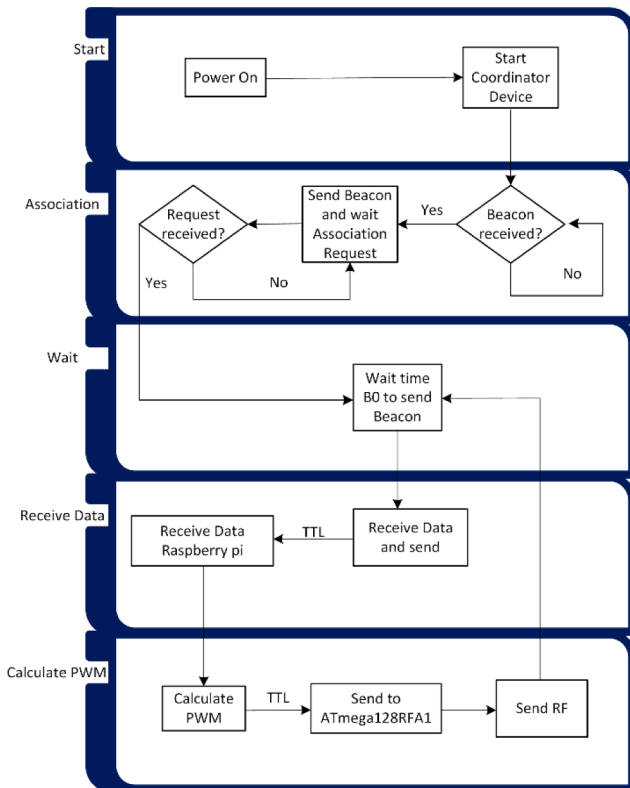 Start
Power On
Start
Coordinator
Device
Association
Request
received?
Send Beacon
and wait
Association
Request
Yes
Beacon
received?
No
Yes
No
Wait
Wait time
B0 to send
Beacon
Receive Data
Receive Data
Raspberry pi
TTL
Receive Data
and send
Calculate PWM
Calculate
PWM
TTL
Send to
ATmega128RFA1
Send RF